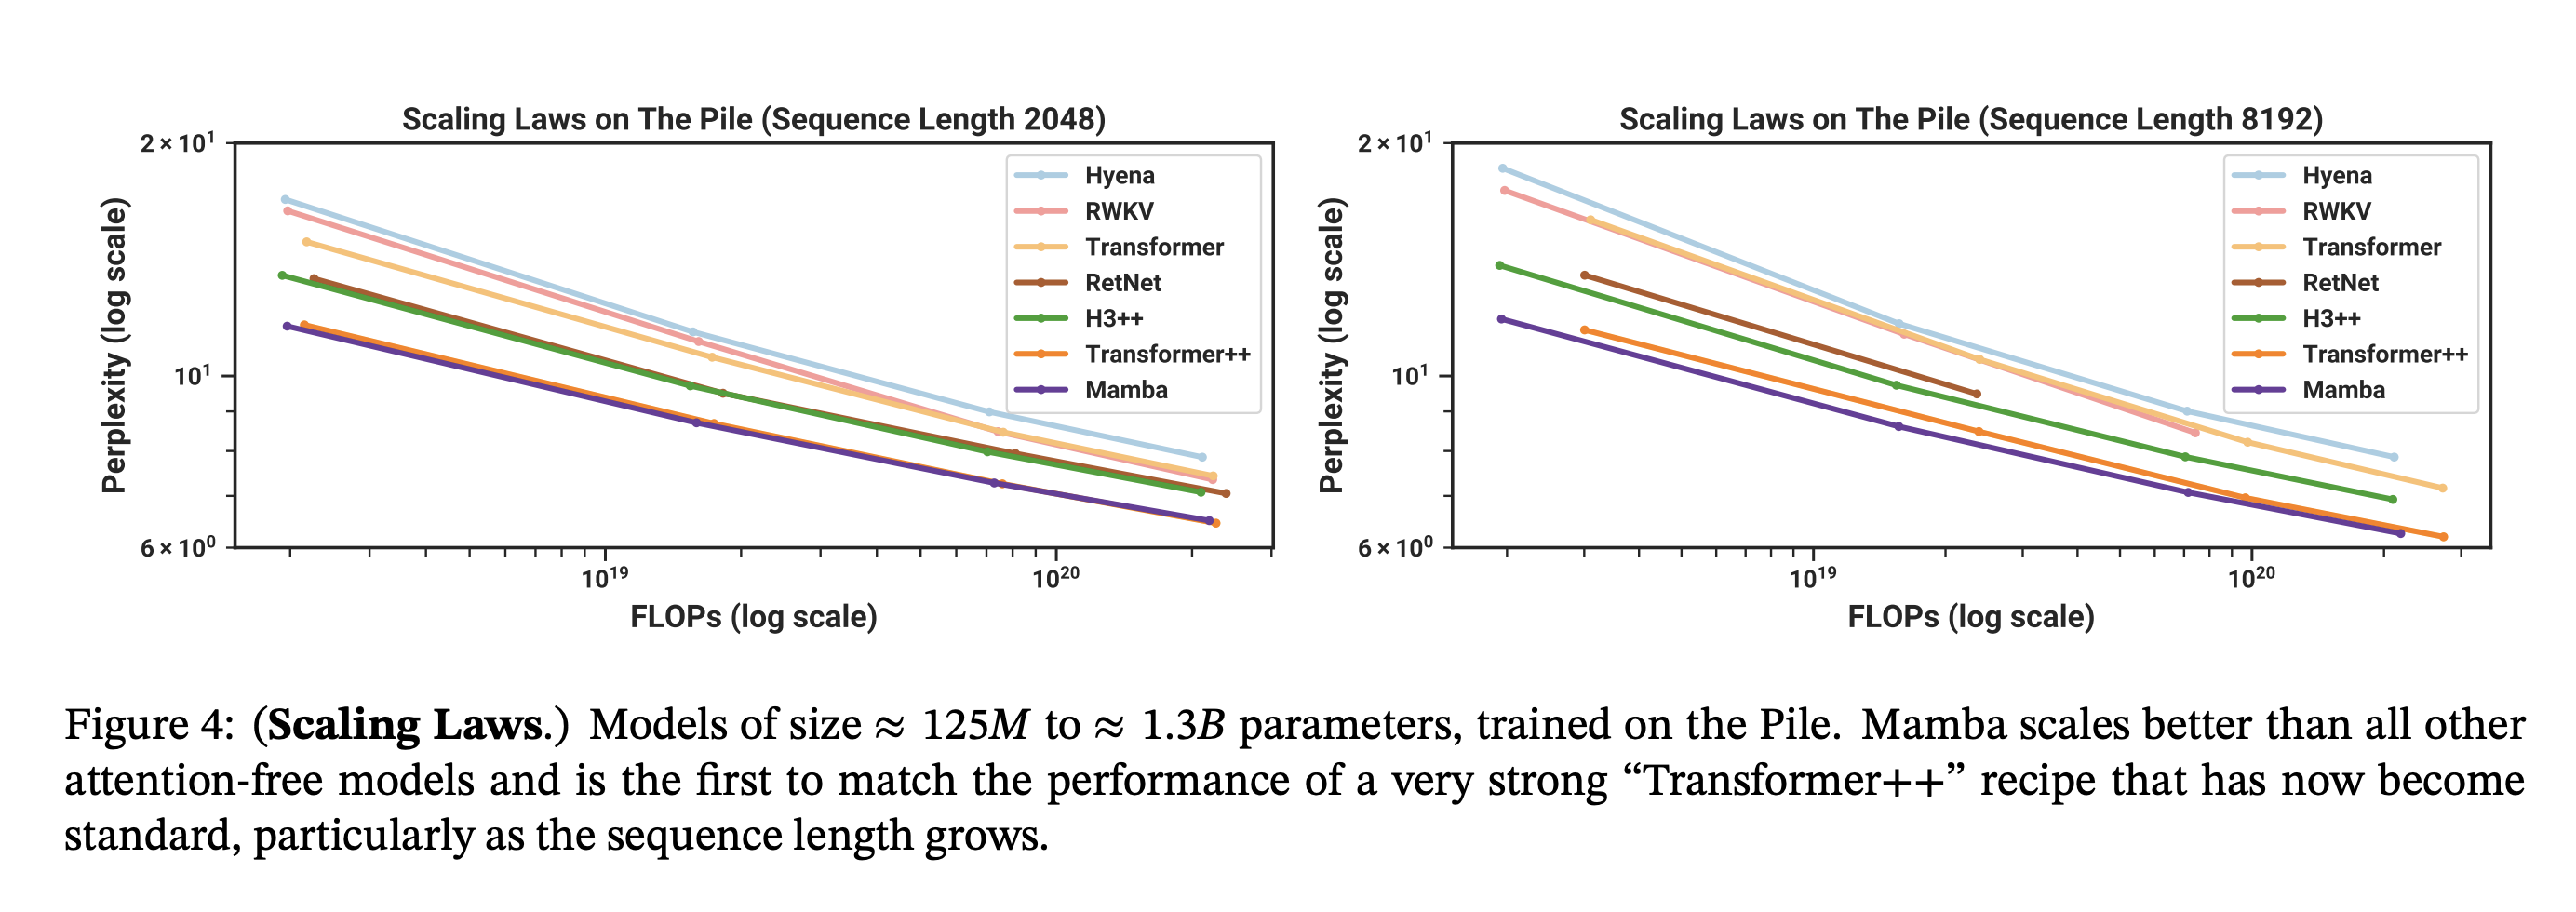 Scaling Laws on The Pile (Sequence Length 2048)
2 × 10¹
10¹
6 × 10⁰
Perplexity (log scale)
Hyena
RWKV
Transformer
RetNet
H3++
Transformer++
Mamba
10¹⁹
10²⁰
FLOPs (log scale)
Scaling Laws on The Pile (Sequence Length 8192)
2 × 10¹
10¹
6 × 10⁰
Perplexity (log scale)
Hyena
RWKV
Transformer
RetNet
H3++
Transformer++
Mamba
10¹⁹
10²⁰
FLOPs (log scale)
Figure 4: (Scaling Laws.) Models of size ≈ 125M to ≈ 1.3B parameters, trained on the Pile. Mamba scales better than all other
attention-free models and is the first to match the performance of a very strong “Transformer++” recipe that has now become
standard, particularly as the sequence length grows.